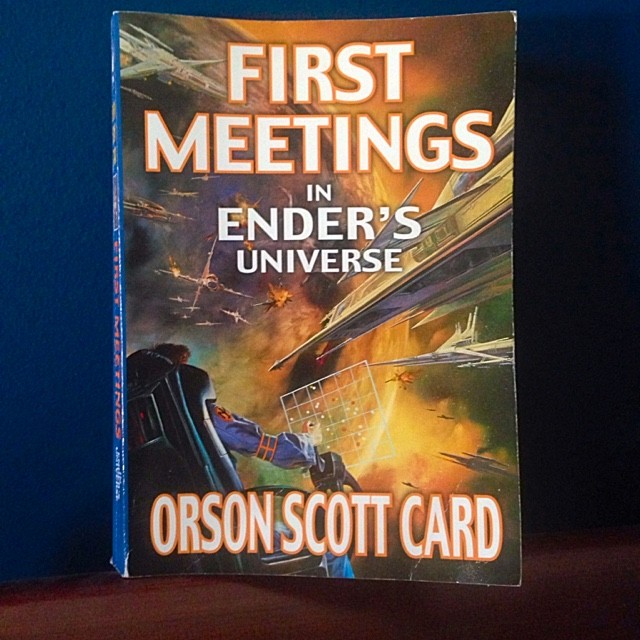 FIRST
MEETINGS
IN
ENDER'S
UNIVERSE
ORSON SCOTT CARD
FIRST MEETINGS